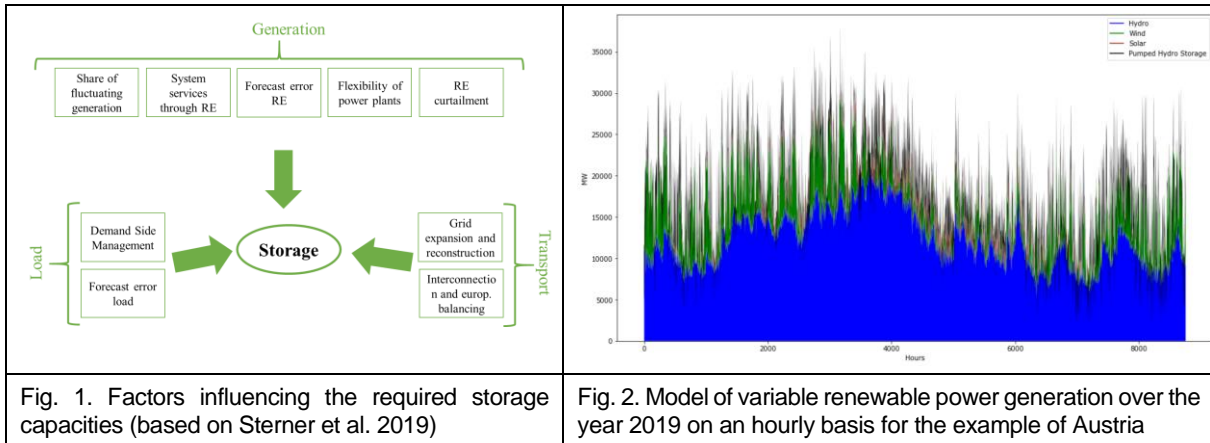 Generation
Share of
fluctuating
generation
System
services
through RE
Forecast error
RE
Flexibility of
power plants
RE
curtailment
Load
Demand Side
Management
Forecast error
load
Storage
Grid
expansion and
reconstruction
Interconnectio
n and europ.
balancing
Transport
Fig. 1. Factors influencing the required storage
capacities (based on Sterner et al. 2019)
Hydro
Wind
Solar
Pumped Hydro Storage
MW
35000
30000
25000
20000
15000
10000
5000
0
0
2000
4000
6000
8000
Hours
Fig. 2. Model of variable renewable power generation over the
year 2019 on an hourly basis for the example of Austria